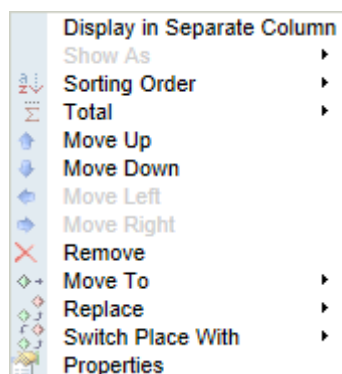 Display in Separate Column
Show As
Sorting Order
Total
Move Up
Move Down
Move Left
Move Right
Remove
Move To
Replace
Switch Place With
Properties